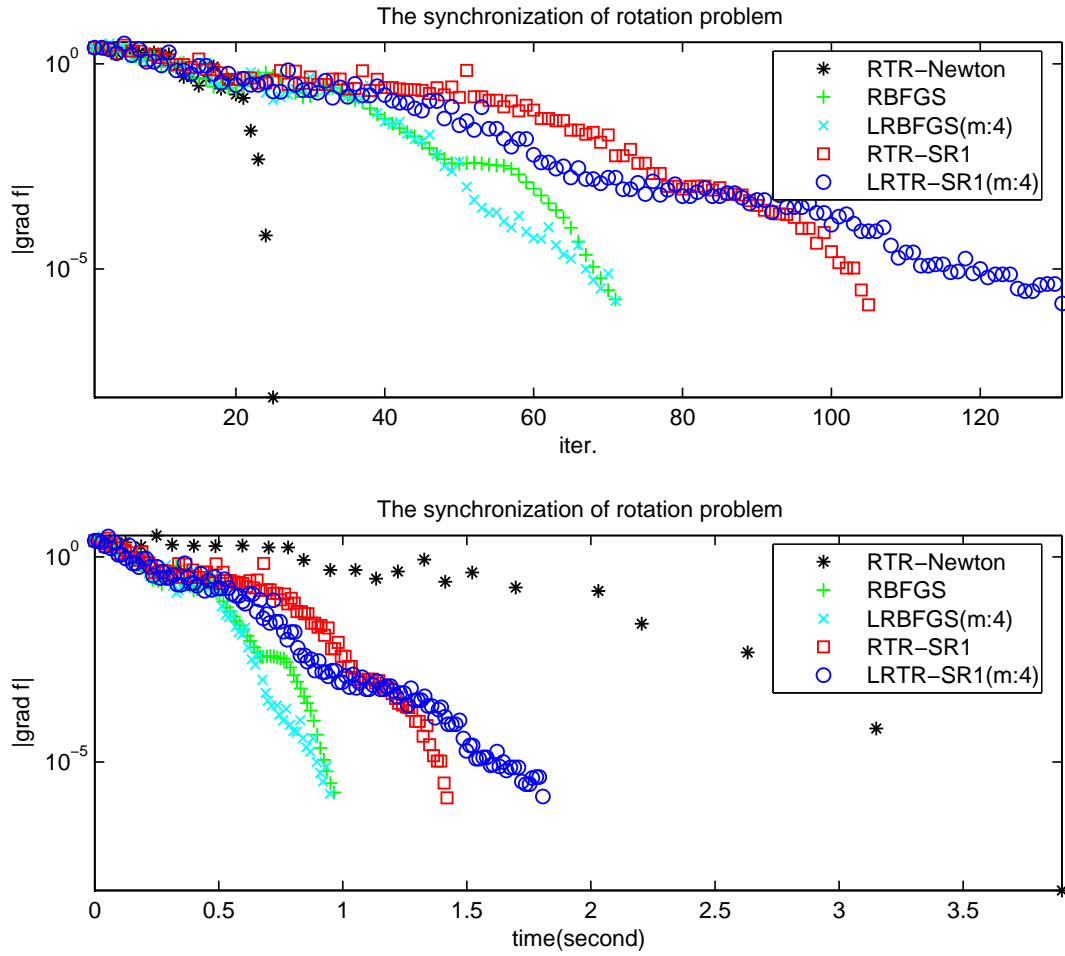 The synchronization of rotation problem
10^0
10^−5
|grad f|
RTR−Newton
RBFGS
LRBFGS(m:4)
RTR−SR1
LRTR−SR1(m:4)
20 40 60 80 100 120
iter.
The synchronization of rotation problem
10^0
10^−5
|grad f|
RTR−Newton
RBFGS
LRBFGS(m:4)
RTR−SR1
LRTR−SR1(m:4)
0 0.5 1 1.5 2 2.5 3 3.5
time(second)